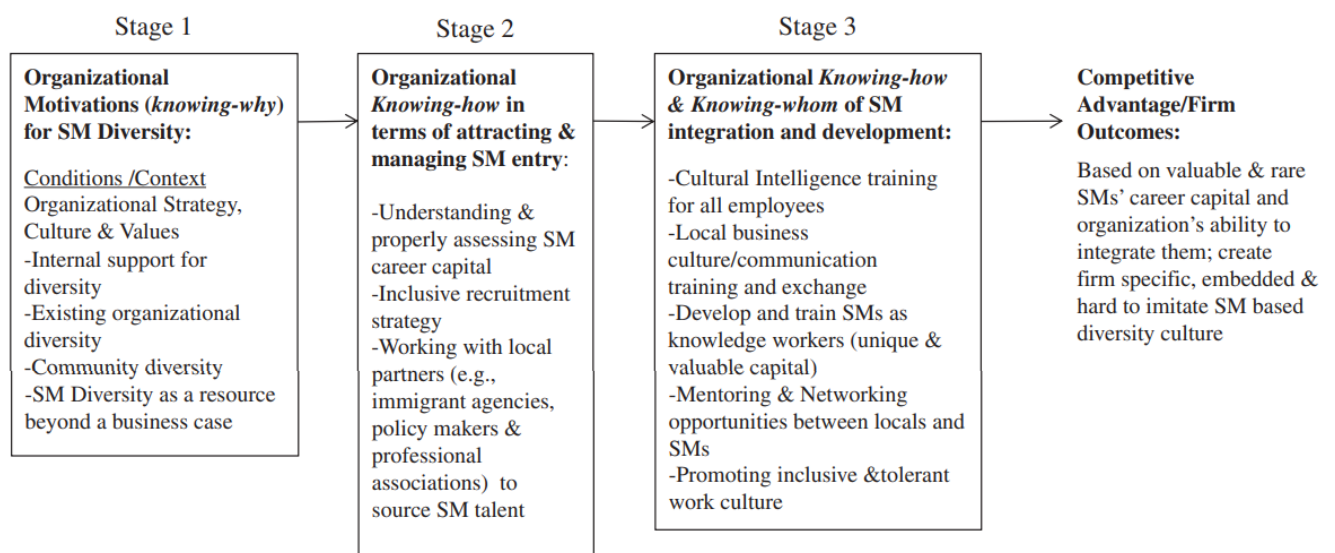 Stage 1
Organizational
Motivations (knowing-why)
for SM Diversity:
Conditions /Context
Organizational Strategy,
Culture & Values
-Internal support for
diversity
-Existing organizational
diversity
-Community diversity
-SM Diversity as a resource
beyond a business case
Stage 2
Organizational
Knowing-how in
terms of attracting &
managing SM entry:
-Understanding &
properly assessing SM
career capital
-Inclusive recruitment
strategy
-Working with local
partners (e.g.,
immigrant agencies,
policy makers &
professional
associations) to
source SM talent
Stage 3
Organizational Knowing-how
& Knowing-whom of SM
integration and development:
-Cultural Intelligence training
for all employees
-Local business
culture/communication
training and exchange
-Develop and train SMs as
knowledge workers (unique &
valuable capital)
-Mentoring & Networking
opportunities between locals and
SMs
-Promoting inclusive &tolerant
work culture
Competitive
Advantage/Firm
Outcomes:
Based on valuable & rare
SMs' career capital and
organization's ability to
integrate them; create
firm specific, embedded &
hard to imitate SM based
diversity culture